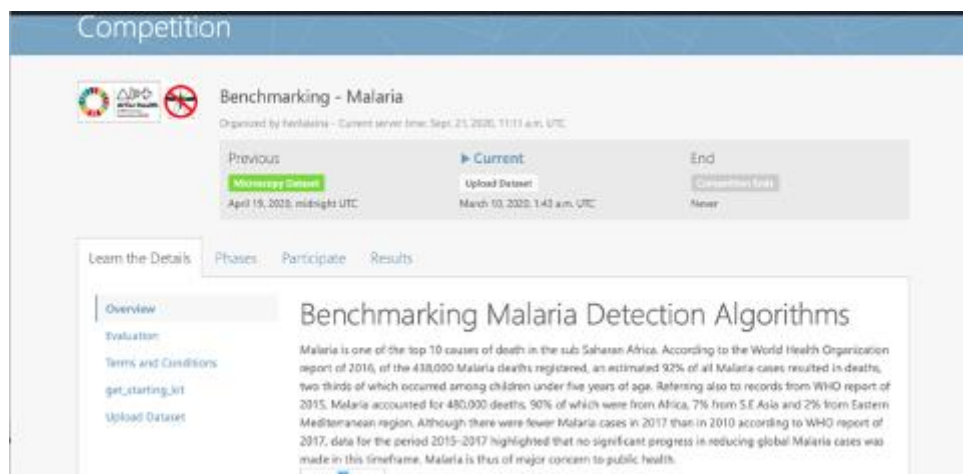 Competition
Benchmarking - Malaria
Organized by - Current server time: Sept. 21, 2020, 11:11 a.m. UTC
Previous
Microscopy Dataset
April 19, 2020, midnight UTC
▶ Current
Upload Dataset
March 10, 2020, 1:43 a.m. UTC
End
Competition Ends
Never
Learn the Details Phases Participate Results
Overview
Evaluation
Terms and Conditions
get_starting_kit
Upload Dataset
Benchmarking Malaria Detection Algorithms
Malaria is one of the top 10 causes of death in the sub Saharan Africa. According to the World Health Organization
report of 2016, of the 438,000 Malaria deaths registered, an estimated 92% of all Malaria cases resulted in deaths,
two thirds of which occurred among children under five years of age. Referring also to records from WHO report of
2015, Malaria accounted for 480,000 deaths, 90% of which were from Africa, 7% from S.E Asia and 2% from Eastern
Mediterranean region. Although there were fewer Malaria cases in 2017 than in 2010 according to WHO report of
2017, data for the period 2015-2017 highlighted that no significant progress in reducing global Malaria cases was
made in this timeframe. Malaria is thus of major concern to public health.